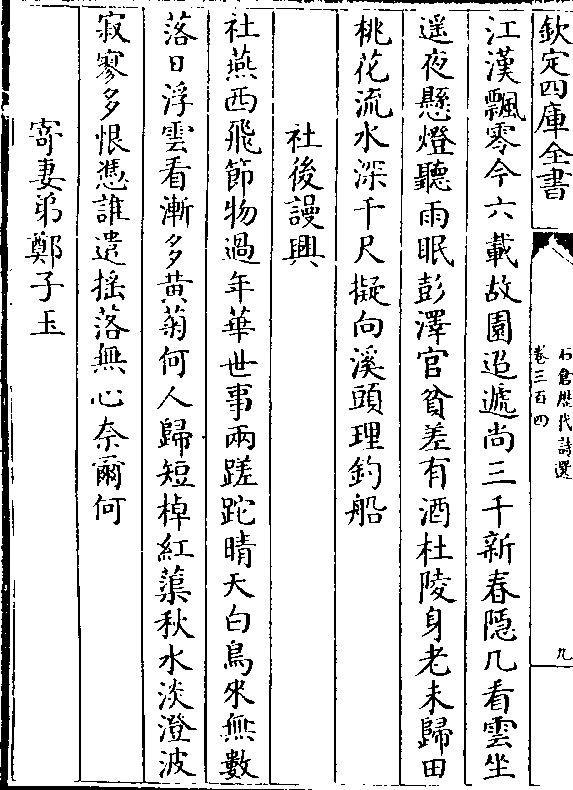 欽定四庫全書
石倉歴代詩選
卷三百四
九
江漢飄零今六載故園迢遞尚三千新春隠几看雲坐
遥夜懸燈聽雨眠彭澤官貧差有酒杜陵身老未歸田
桃花流水深千尺擬向溪頭理釣船
社後謾興
社燕西飛節物過年華世事兩蹉跎晴天白鳥來無數
落日浮雲看漸多黄菊何人歸短棹紅蕖秋水淡澄波
寂寥多恨慿誰遣摇落無心奈爾何
寄妻弟鄭子玉